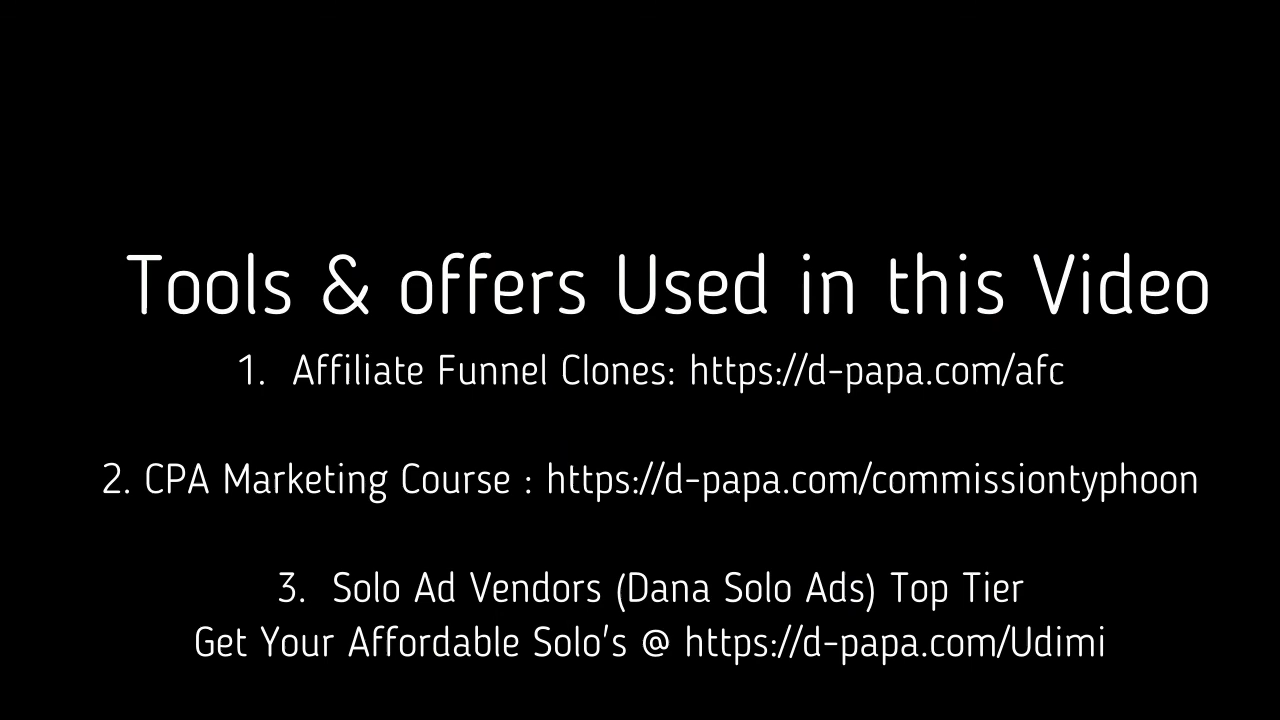 Tools & offers Used in this Video
1. Affiliate Funnel Clones: https://d-papa.com/afc
2. CPA Marketing Course : https://d-papa.com/commissiontyphoon
3. Solo Ad Vendors (Dana Solo Ads) Top Tier
Get Your Affordable Solo's @ https://d-papa.com/Udimi